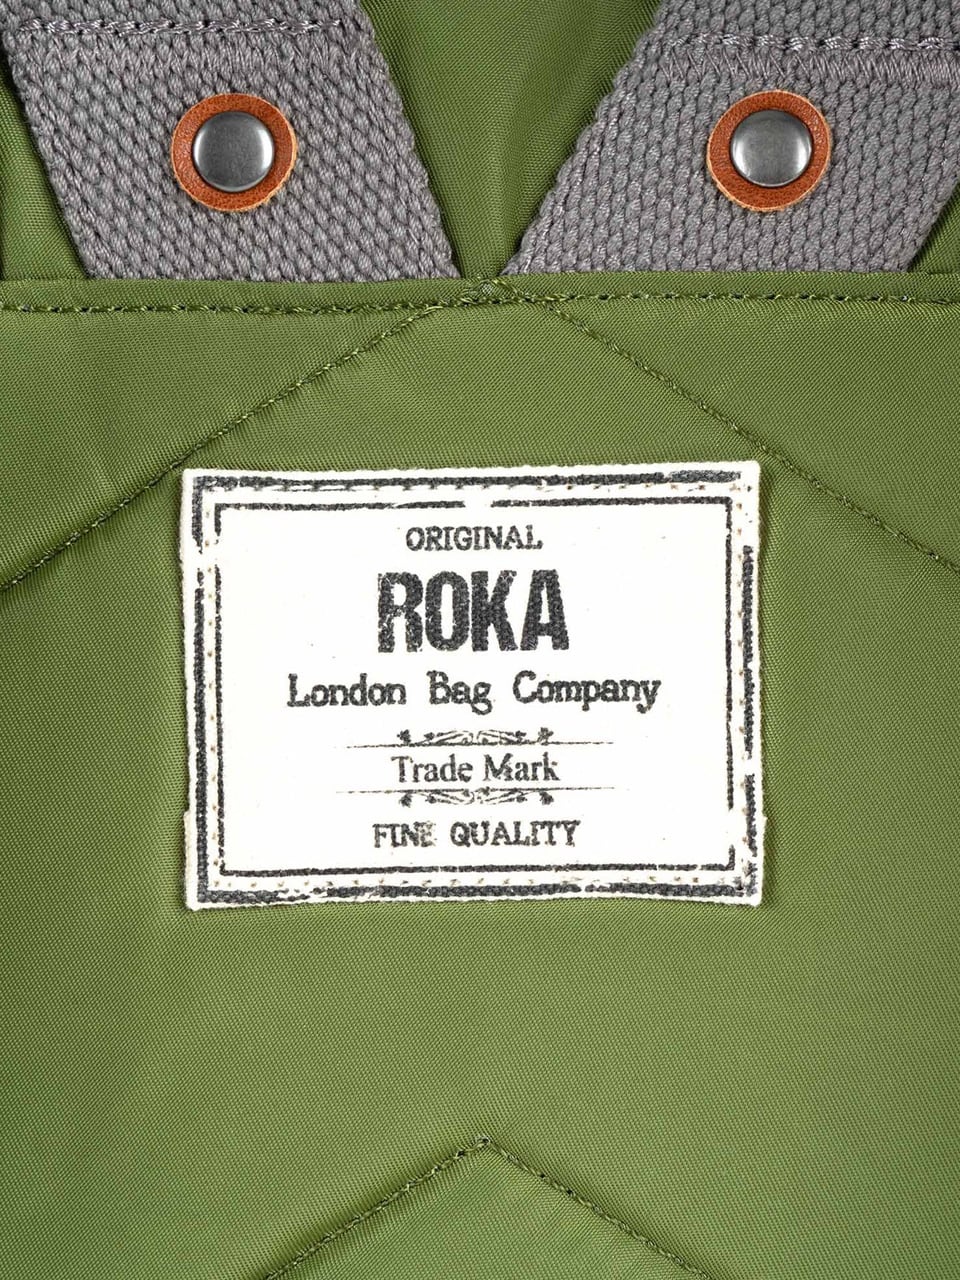 ORIGINAL
ROKA
London Bag Company
Trade Mark
FINE QUALITY